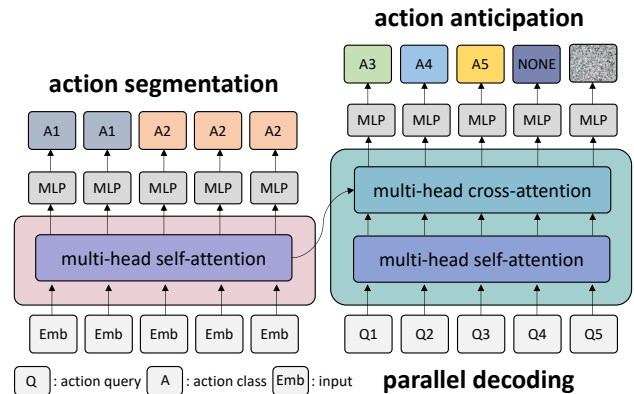 action anticipation
A3 A4 A5 NONE
action segmentation
A1 A1 A2 A2 A2
MLP MLP MLP MLP MLP
MLP MLP MLP MLP MLP
multi-head cross-attention
multi-head self-attention
multi-head self-attention
Emb Emb Emb Emb Emb
Q1 Q2 Q3 Q4 Q5
Q : action query A : action class Emb : input
parallel decoding